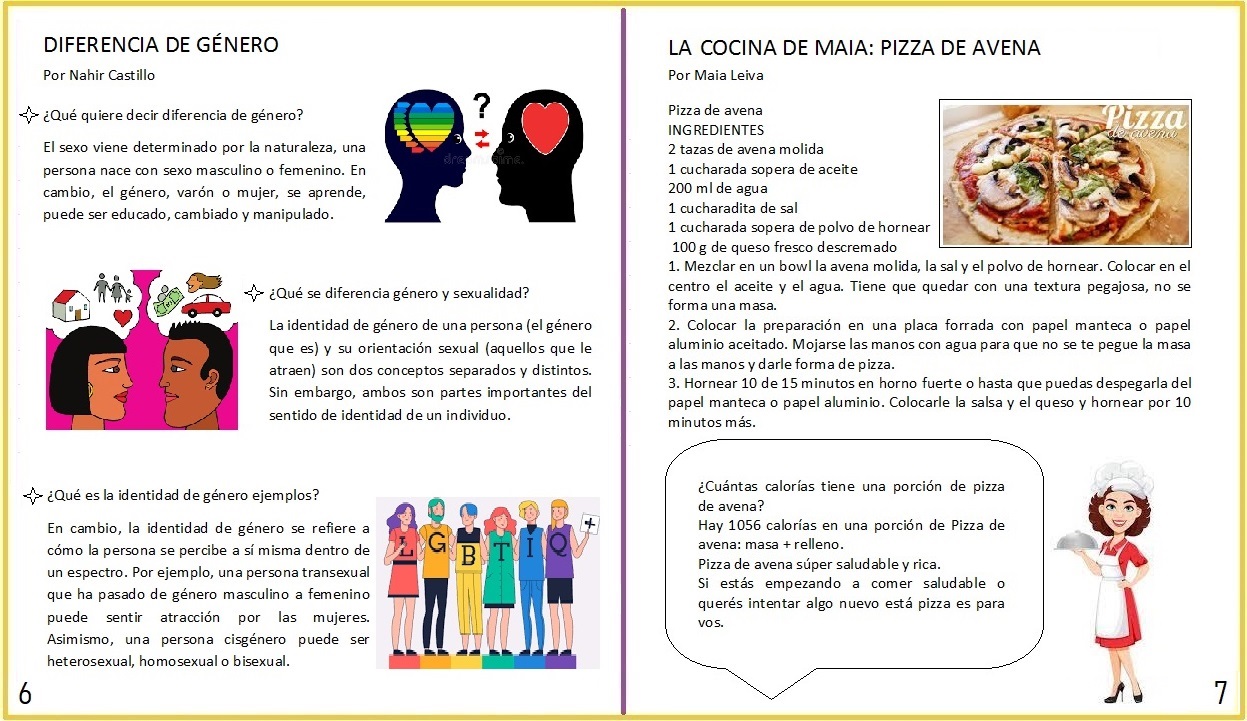 DIFERENCIA DE GÉNERO
Por Nahir Castillo
¿Qué quiere decir diferencia de género?
El sexo viene determinado por la naturaleza, una
persona nace con sexo masculino o femenino. En
cambio, el género, varón o mujer, se aprende,
puede ser educado, cambiado y manipulado.
?
¿Qué se diferencia género y sexualidad?
La identidad de género de una persona (el género
que es) y su orientación sexual (aquellos que le
atraen) son dos conceptos separados y distintos.
Sin embargo, ambos son partes importantes del
sentido de identidad de un individuo.
¿Qué es la identidad de género ejemplos?
En cambio, la identidad de género se refiere a
cómo la persona se percibe a sí misma dentro de
un espectro. Por ejemplo, una persona transexual
que ha pasado de género masculino a femenino
puede sentir atracción por las mujeres.
Asimismo, una persona cisgénero puede ser
heterosexual, homosexual o bisexual.
L G B T I Q +
6
LA COCINA DE MAIA: PIZZA DE AVENA
Por Maia Leiva
Pizza de avena
INGREDIENTES
2 tazas de avena molida
1 cucharada sopera de aceite
200 ml de agua
1 cucharadita de sal
1 cucharada sopera de polvo de hornear
100 g de queso fresco descremado
Pizza
de avena
1. Mezclar en un bowl la avena molida, la sal y el polvo de hornear. Colocar en el
centro el aceite y el agua. Tiene que quedar con una textura pegajosa, no se
forma una masa.
2. Colocar la preparación en una placa forrada con papel manteca o papel
aluminio aceitado. Mojarse las manos con agua para que no se te pegue la masa
a las manos y darle forma de pizza.
3. Hornear 10 de 15 minutos en horno fuerte o hasta que puedas despegarla del
papel manteca o papel aluminio. Colocarle la salsa y el queso y hornear por 10
minutos más.
¿Cuántas calorías tiene una porción de pizza
de avena?
Hay 1056 calorías en una porción de Pizza de
avena: masa + relleno.
Pizza de avena súper saludable y rica.
Si estás empezando a comer saludable o
querés intentar algo nuevo está pizza es para
vos.
7